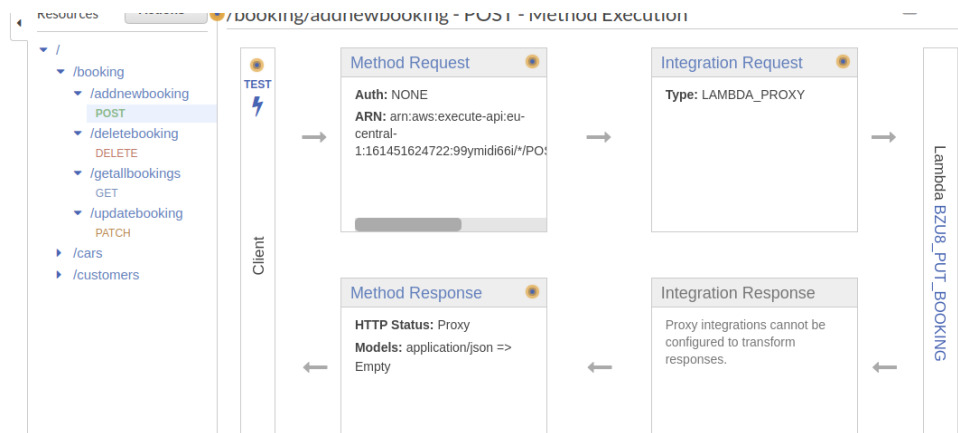 Resources
Actions
/booking/addnewbooking - POST - Method Execution
/
/booking
/addnewbooking
POST
/deletebooking
DELETE
/getallbookings
GET
/updatebooking
PATCH
/cars
/customers
TEST
Client
Method Request
Auth: NONE
ARN: arn:aws:execute-api:eu-
central-
1:161451624722:99ymidi66i/*/POS
Integration Request
Type: LAMBDA_PROXY
Lambda BZU8_PUT_BOOKING
Method Response
HTTP Status: Proxy
Models: application/json =>
Empty
Integration Response
Proxy integrations cannot be
configured to transform
responses.